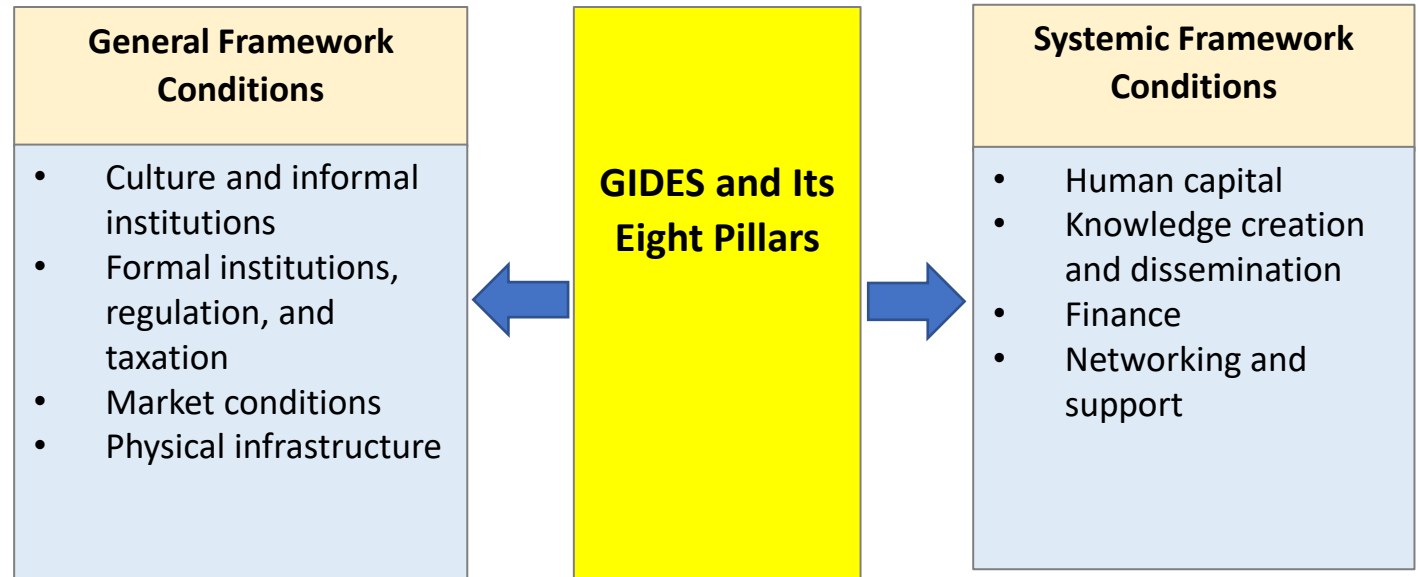 General Framework
Conditions
• Culture and informal
institutions
• Formal institutions,
regulation, and
taxation
• Market conditions
• Physical infrastructure
GIDES and Its
Eight Pillars
Systemic Framework
Conditions
• Human capital
• Knowledge creation
and dissemination
• Finance
• Networking and
support